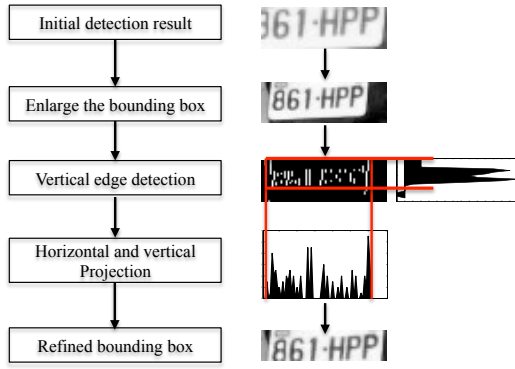 Initial detection result
861·HPP
Enlarge the bounding box
861·HPP
Vertical edge detection
Horizontal and vertical
Projection
Refined bounding box
861·HPP